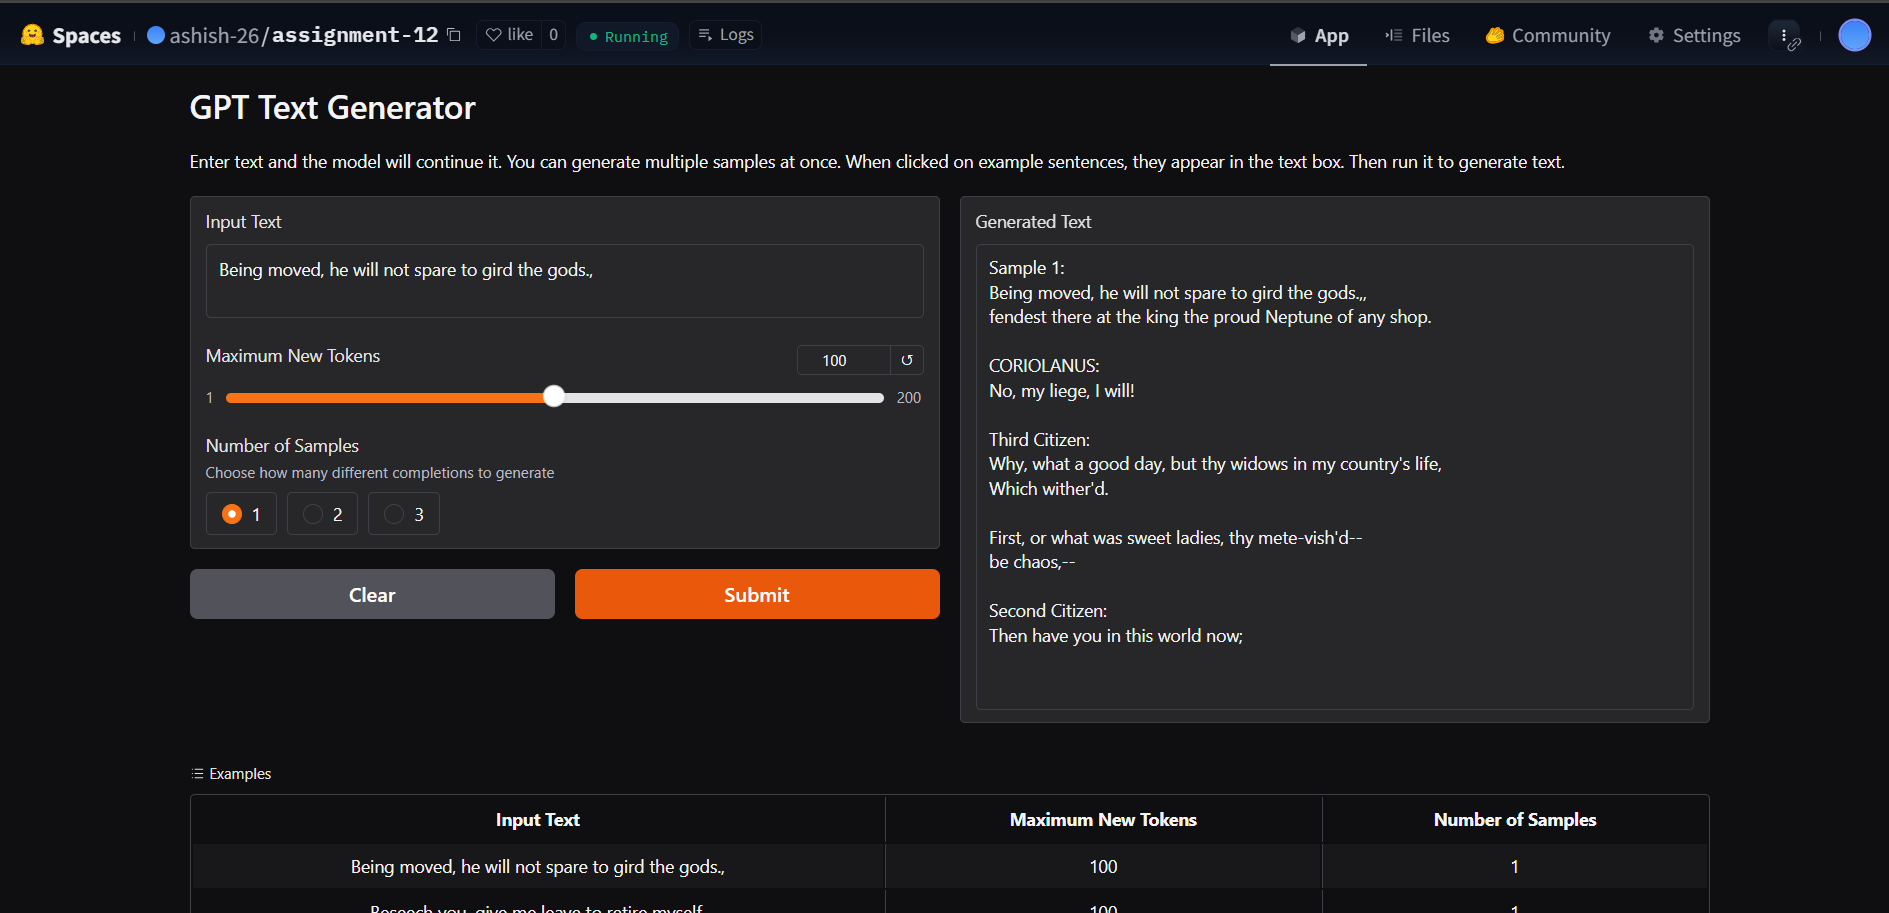 Spaces
ashish-26/assignment-12
like 0
Running
Logs
App
Files
Community
Settings
GPT Text Generator
Enter text and the model will continue it. You can generate multiple samples at once. When clicked on example sentences, they appear in the text box. Then run it to generate text.
Input Text
Being moved, he will not spare to gird the gods.,
Maximum New Tokens
100
1
200
Number of Samples
Choose how many different completions to generate
1
2
3
Clear
Submit
Generated Text
Sample 1:
Being moved, he will not spare to gird the gods.,,
fendest there at the king the proud Neptune of any shop.
CORIOLANUS:
No, my liege, I will!
Third Citizen:
Why, what a good day, but thy widows in my country's life,
Which wither'd.
First, or what was sweet ladies, thy mete-vish'd--
be chaos,--
Second Citizen:
Then have you in this world now;
Examples
Input Text Maximum New Tokens Number of Samples
Being moved, he will not spare to gird the gods., 100 1
Beseech you, give me leave to retire myself 100 1